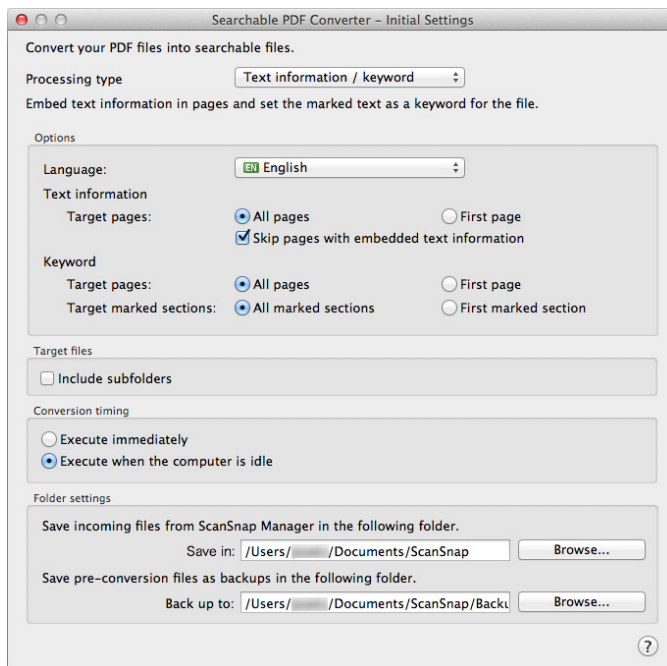 Searchable PDF Converter – Initial Settings
Convert your PDF files into searchable files.
Processing type Text information / keyword
Embed text information in pages and set the marked text as a keyword for the file.
Options
Language: EN English
Text information
Target pages: All pages First page
Skip pages with embedded text information
Keyword
Target pages: All pages First page
Target marked sections: All marked sections First marked section
Target files
Include subfolders
Conversion timing
Execute immediately
Execute when the computer is idle
Folder settings
Save incoming files from ScanSnap Manager in the following folder.
Save in: /Users/ /Documents/ScanSnap Browse...
Save pre-conversion files as backups in the following folder.
Back up to: /Users/ /Documents/ScanSnap/Backu Browse...
?